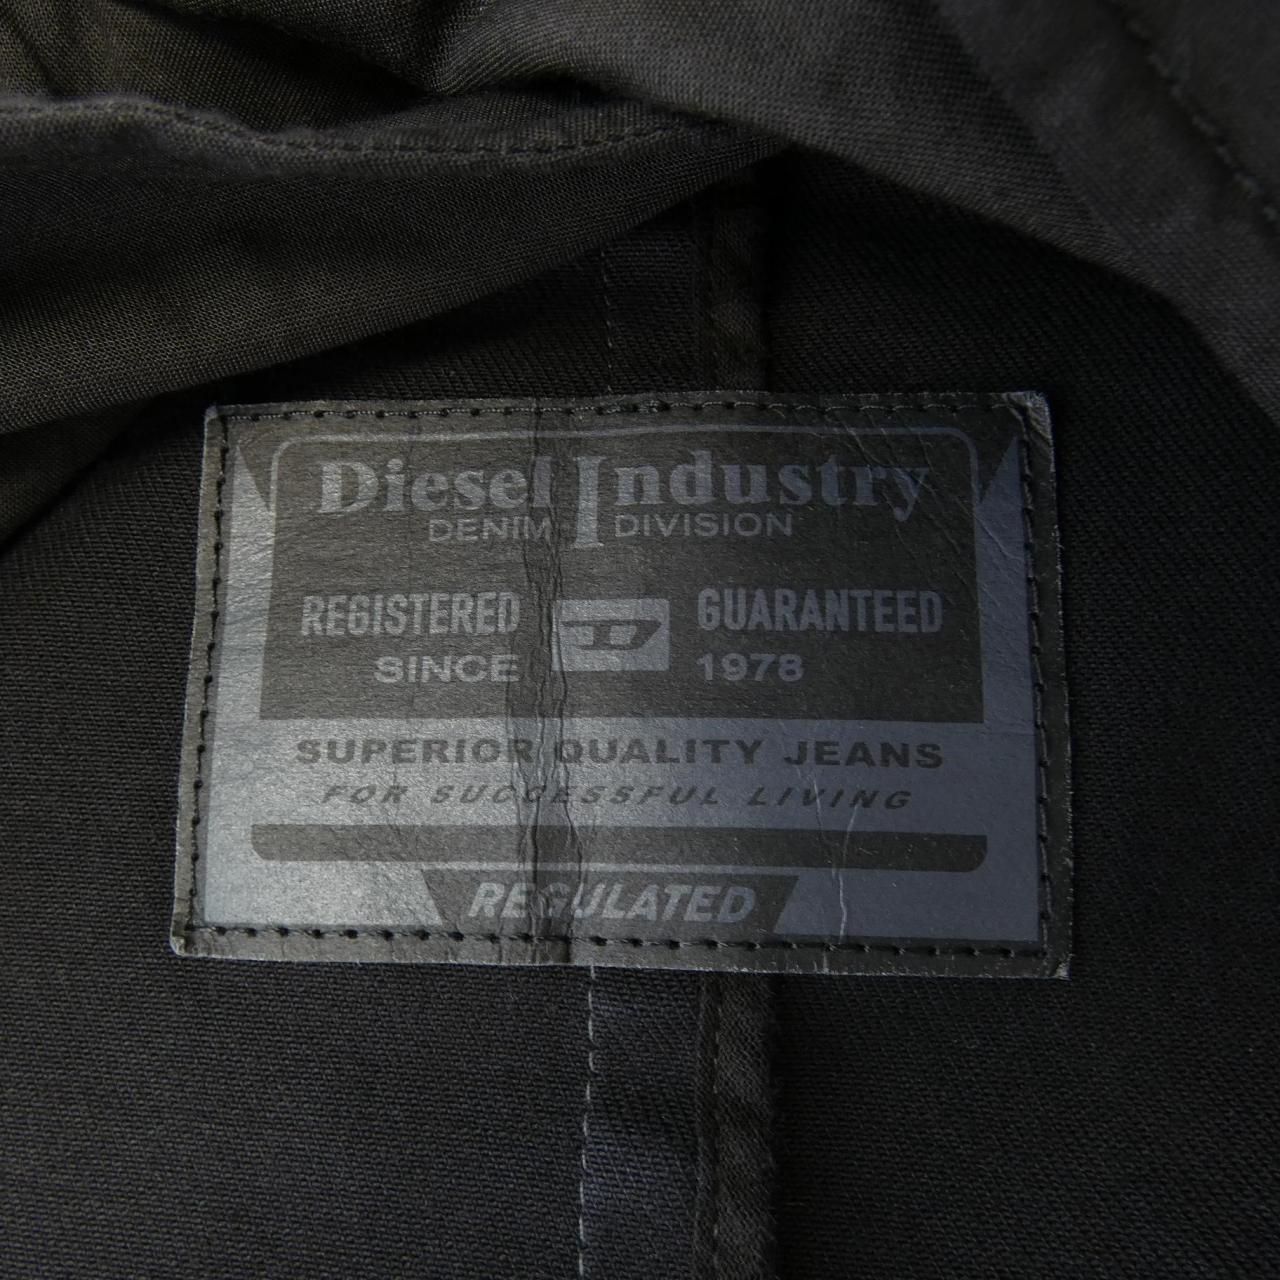 Diesel Industry
DENIM DIVISION
REGISTERED D GUARANTEED
SINCE 1978
SUPERIOR QUALITY JEANS
FOR SUCCESSFUL LIVING
REGULATED